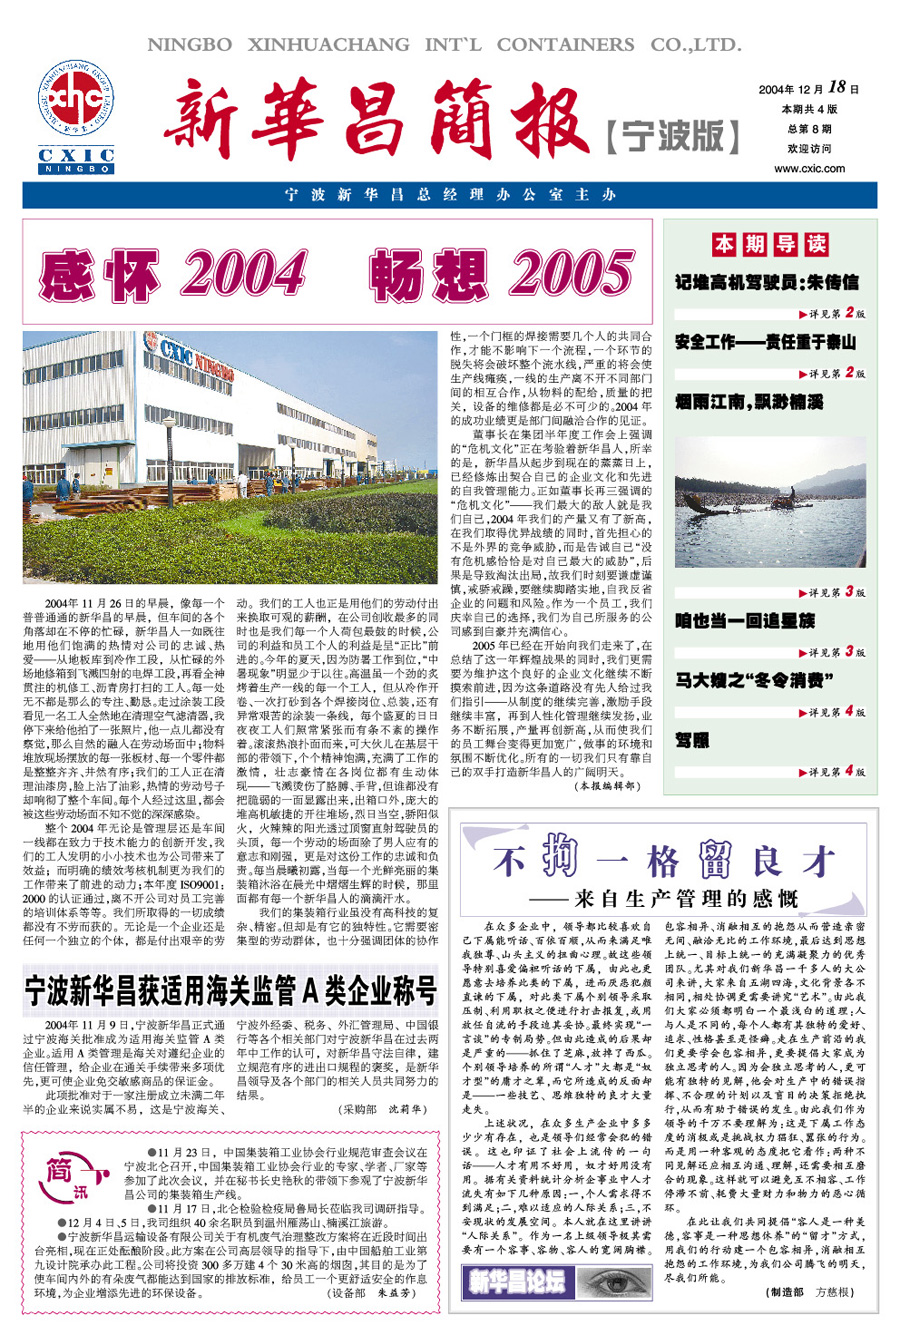 NINGBO XINHUACHANG INT`L CONTAINERS CO.,LTD.
新華昌簡报【宁波版】
CXIC
NINGBO
2004年 12 月 18 日
本期共 4 版
总第 8 期
欢迎访问
www.cxic.com
宁波新华昌总经理办公室主办
感怀 2004 畅想 2005
CXIC NINGBO
2004年 11 月 26 日的早晨，像每一个
普普通通的新华昌的早晨，但车间的各个
角落却在不停的忙碌，新华昌人一如既往
地用他们饱满的热情对公司的忠诚、热
爱——从地板库到冷作工段，从忙碌的外
场地修箱到飞溅四射的电焊工段，再看全神
贯注的机修工、沥青房打扫的工人。每一处
无不都是那么的专注、勤恳。走过涂装工段
看见一名工人全然地在清理空气滤清器，我
停下来给他拍了一张照片，他一点儿都没有
察觉，那么自然的融入在劳动场面中；物料
堆放现场摆放的每一张板材、每一个零件都
是整整齐齐、井然有序；我们的工人正在清
理油漆房，脸上沾了油彩，热情的劳动号子
却响彻了整个车间。每个人经过这里，都会
被这些劳动场面不知不觉的深深感染。
整个 2004 年无论是管理层还是车间
一线都在致力于技术能力的创新开发，我
们的工人发明的小小技术也为公司带来了
效益；而明确的绩效考核机制更为我们的
工作带来了前进的动力；本年度 ISO9001：
2000 的认证通过，离不开公司对员工完善
的培训体系等等。我们所取得的一切成绩
都没有不劳而获的。无论是一个企业还是
任何一个独立的个体，都是付出艰辛的劳
动。我们的工人也正是用他们的劳动付出
来换取可观的薪酬，在公司创收最多的同
时也是我们每一个人荷包最鼓的时候，公
司的利益和员工个人的利益是呈“正比”前
进的。今年的夏天，因为防暑工作到位，“中
暑现象”明显少于以往。高温虽一个劲的炙
烤着生产一线的每一个工人，但从冷作开
卷、一次打砂到各个焊接岗位、总装，还有
异常艰苦的涂装一条线，每个盛夏的日日
夜夜工人们照常紧张而有条不紊的操作
着。滚滚热浪扑面而来，可大伙儿在基层干
部的带领下，个个精神饱满，充满了工作的
激情，壮志豪情在各岗位都有生动体
现——飞溅烫伤了胳膊、手背，但谁都没有
把脆弱的一面显露出来，出箱口外，庞大的
堆高机敏捷的开往堆场，烈日当空，骄阳似
火，火辣辣的阳光透过顶窗直射驾驶员的
头顶，每一个劳动的场面除了男人应有的
意志和刚强，更是对这份工作的忠诚和负
责。每当晨曦初露，当每一个光鲜亮丽的集
装箱沐浴在晨光中熠熠生辉的时候，那里
面都有每一个新华昌人的滴滴汗水。
我们的集装箱行业虽没有高科技的复
杂、精密。但却是有它的独特性。它需要密
集型的劳动群体，也十分强调团体的协作
性，一个门框的焊接需要几个人的共同合
作，才能不影响下一个流程，一个环节的
脱失将会破坏整个流水线，严重的将会使
生产线瘫痪，一线的生产离不开不同部门
间的相互合作，从物料的配给，质量的把
关，设备的维修都是必不可少的。2004 年
的成功业绩更是部门间融洽合作的见证。
董事长在集团半年度工作会上强调
的“危机文化”正在考验着新华昌人，所幸
的是，新华昌从起步到现在的蒸蒸日上，
已经修炼出契合自己的企业文化和先进
的自我管理能力。正如董事长再三强调的
“危机文化”——我们最大的敌人就是我
们自己，2004 年我们的产量又有了新高，
在我们取得优异战绩的同时，首先担心的
不是外界的竞争威胁，而是告诫自己“没
有危机感恰恰是对自己最大的威胁”，后
果是导致淘汰出局，故我们时刻要谦虚谨
慎，戒骄戒躁，要继续脚踏实地，自我反省
企业的问题和风险。作为一个员工，我们
庆幸自己的选择，我们为自己所服务的公
司感到自豪并充满信心。
2005 年已经在开始向我们走来了，在
总结了这一年辉煌战果的同时，我们更需
要为维护这个良好的企业文化继续不断
摸索前进，因为这条道路没有先人给过我
们指引——从制度的继续完善，激励手段
继续丰富，再到人性化管理继续发扬，业
务不断拓展，产量再创新高，从而使我们
的员工舞台变得更加宽广，做事的环境和
氛围不断优化。所有的一切我们只有靠自
己的双手打造新华昌人的广阔明天。
（本报编辑部）
本期导读
记堆高机驾驶员：朱传信
▶详见第 2 版
安全工作——责任重于泰山
▶详见第 2 版
烟雨江南，飘渺楠溪
▶详见第 3 版
咱也当一回追星族
▶详见第 3 版
马大嫂之“冬令消费”
▶详见第 4 版
驾照
▶详见第 4 版
宁波新华昌获适用海关监管 A 类企业称号
2004年 11 月 9 日，宁波新华昌正式通
过宁波海关批准成为适用海关监管 A 类
企业。适用 A 类管理是海关对遵纪企业的
信任管理，给企业在通关手续带来多项优
先，更可使企业免交敏感商品的保证金。
此项批准对于一家注册成立未满二年
半的企业来说实属不易，这是宁波海关、
宁波外经委、税务、外汇管理局、中国银
行等各个相关部门对宁波新华昌在过去两
年中工作的认可，对新华昌守法自律，建
立规范有序的进出口规程的褒奖，是新华
昌领导及各个部门的相关人员共同努力的
结果。
（采购部 沈莉华）
简讯
●11 月 23 日，中国集装箱工业协会行业规范审查会议在
宁波北仑召开，中国集装箱工业协会行业的专家、学者、厂家等
参加了此次会议，并在秘书长史艳秋的带领下参观了宁波新华
昌公司的集装箱生产线。
●11 月 17 日，北仑检验检疫局鲁局长莅临我司调研指导。
●12 月 4 日、5 日，我司组织 40 余名职员到温州雁荡山、楠溪江旅游。
●宁波新华昌运输设备有限公司关于有机废气治理整改方案将在近段时间出
台亮相，现在正处酝酿阶段。此方案在公司高层领导的指导下，由中国船舶工业第
九设计院承办此工程。公司将投资 300 多万建 4 个 30 米高的烟囱，其目的是为了
使车间内外的有朵废气都能达到国家的排放标准，给员工一个更舒适安全的作息
环境，为企业增添先进的环保设备。 （设备部 朱益芳）
不拘一格留良才
——来自生产管理的感慨
在众多企业中，领导都比较喜欢自
己下属能听话、百依百顺，从而来满足唯
我独尊、山头主义的扭曲心理。故这些领
导特别喜爱偏袒听话的下属，由此也更
愿意去培养此类的下属，进而厌恶犯颜
直谏的下属，对此类下属个别领导采取
压制、利用职权之便进行打击报复，或用
放任自流的手段迫其妥协。最终实现“一
言谈”的专制局势。但由此造成的后果却
是严重的——抓住了芝麻，放掉了西瓜。
个别领导培养的所谓“人才”大都是“奴
才型”的庸才之辈，而它所造成的反面却
是——一些技艺、思维独特的良才大量
走失。
上述状况，在众多生产企业中多多
少少有存在，也是领导们经常会犯的错
误。这也印证了社会上流传的一句
话——人才有用不好用，奴才好用没有
用。据有关资料统计分析企事业中人才
流失有如下几种原因：一，个人需求得不
到满足；二，难以适应的人际关系；三，不
安现状的发展空间。本人就在这里讲讲
“人际关系”。作为一名上级领导极其需
要有一个容事、容物、容人的宽阔胸襟。
包容相异、消融相互的抱怨从而营造亲密
无间、融洽无比的工作环境，最后达到思想
上统一、目标上统一的充满凝聚力的优秀
团队。尤其对我们新华昌一千多人的大公
司来讲，大家来自五湖四海，文化背景各不
相同，相处协调更需要讲究“艺术”。由此我
们大家必须都明白一个最浅白的道理：人
与人是不同的，每个人都有其独特的爱好、
追求、性格甚至是怪癖。走在生产前沿的我
们更要学会包容相异，更要提倡大家成为
独立思考的人。因为会独立思考的人，更可
能有独特的见解，他会对生产中的错误指
挥、不合理的计划以及盲目的决策拒绝执
行，从而有助于错误的发生。由此我们作为
领导的千万不要理解为：这是下属工作态
度的消极或是挑战权力猖狂、嚣张的行为。
而是用一种客观的态度把它看作：两种不
同见解还应相互沟通、理解，还需要相互磨
合的现象。这样就可以避免互不相容、工作
停滞不前、耗费大量财力和物力的恶心循
环。
在此让我们共同提倡“容人是一种美
德，容事是一种思想休养”的“留才”方式，
用我们的行动建一个包容相异，消融相互
抱怨的工作环境，为我们公司腾飞的明天，
尽我们所能。
（制造部 方慈根）
新华昌论坛